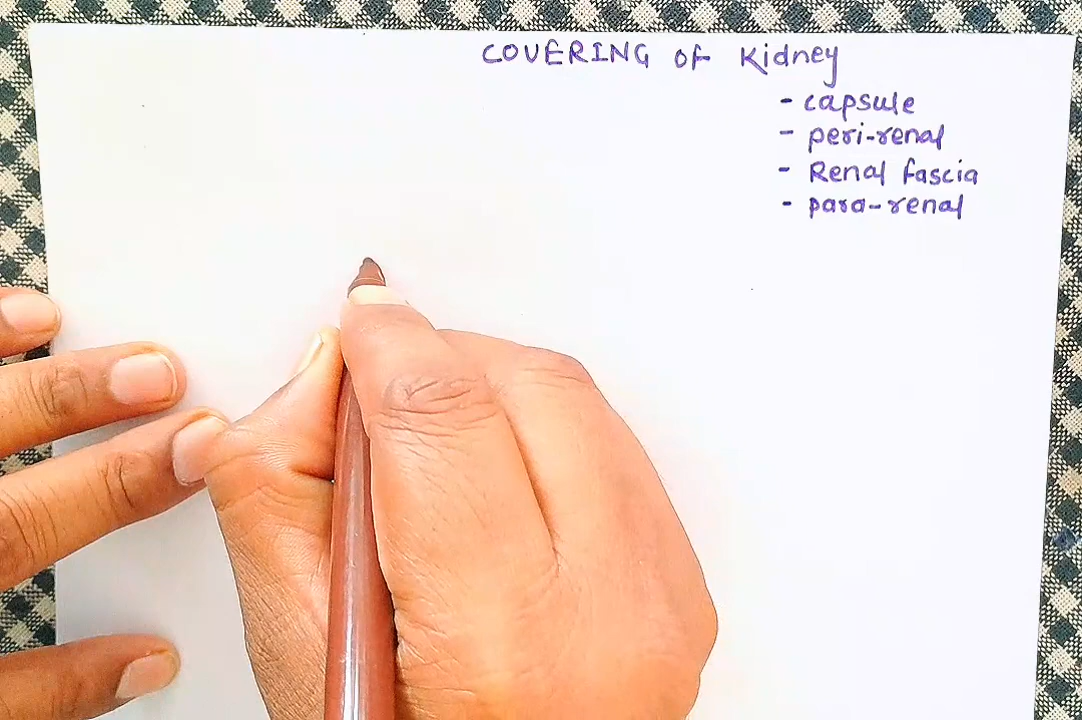 COVERING OF Kidney
- capsule
- peri-renal
- Renal fascia
- para-renal